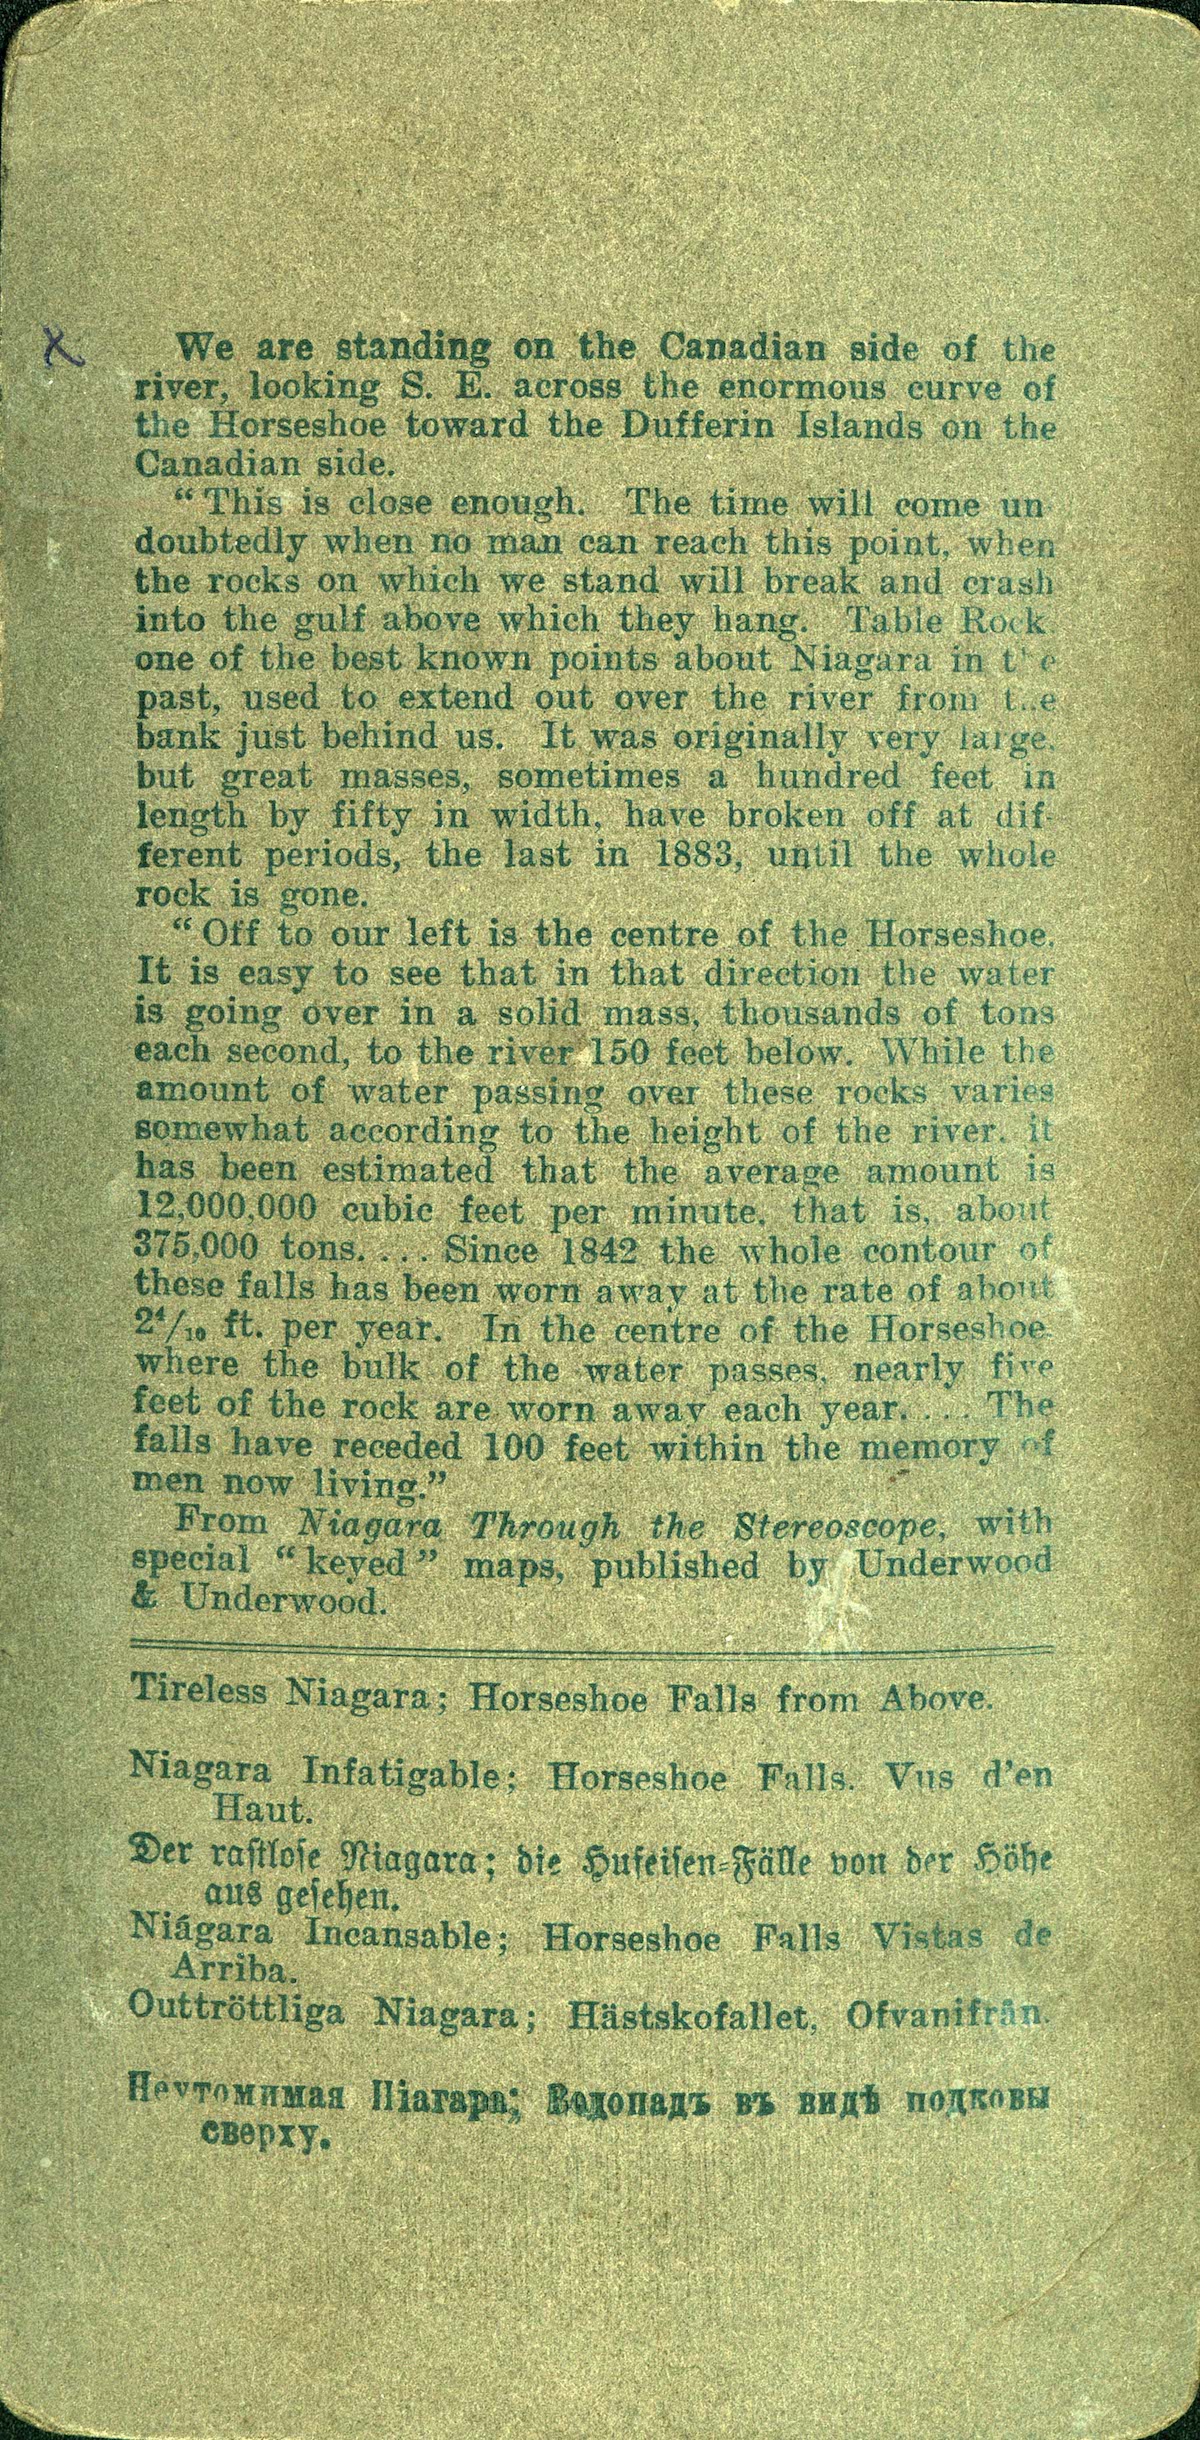 x
We are standing on the Canadian side of the
river, looking S. E. across the enormous curve of
the Horseshoe toward the Dufferin Islands on the
Canadian side.
“This is close enough. The time will come un-
doubtedly when no man can reach this point, when
the rocks on which we stand will break and crash
into the gulf above which they hang. Table Rock,
one of the best known points about Niagara in the
past, used to extend out over the river from the
bank just behind us. It was originally very large,
but great masses, sometimes a hundred feet in
length by fifty in width, have broken off at dif-
ferent periods, the last in 1883, until the whole
rock is gone.
“Off to our left is the centre of the Horseshoe.
It is easy to see that in that direction the water
is going over in a solid mass, thousands of tons
each second, to the river 150 feet below. While the
amount of water passing over these rocks varies
somewhat according to the height of the river, it
has been estimated that the average amount is
12,000,000 cubic feet per minute, that is, about
375,000 tons. . . . Since 1842 the whole contour of
these falls has been worn away at the rate of about
2⁴/₁₀ ft. per year. In the centre of the Horseshoe
where the bulk of the water passes, nearly five
feet of the rock are worn away each year. . . . The
falls have receded 100 feet within the memory of
men now living.”
From Niagara Through the Stereoscope, with
special “keyed” maps, published by Underwood
& Underwood.
Tireless Niagara; Horseshoe Falls from Above.
Niagara Infatigable; Horseshoe Falls. Vus d'en
Haut.
Der raſtloſe Niagara; die Hufeiſen-Fälle von der Höhe
aus geſehen.
Niágara Incansable; Horseshoe Falls Vistas de
Arriba.
Outtröttliga Niagara; Hästskofallet, Ofvanifrån.
Неутомимая Ніагара; Водопадъ въ видѣ подковы
сверху.